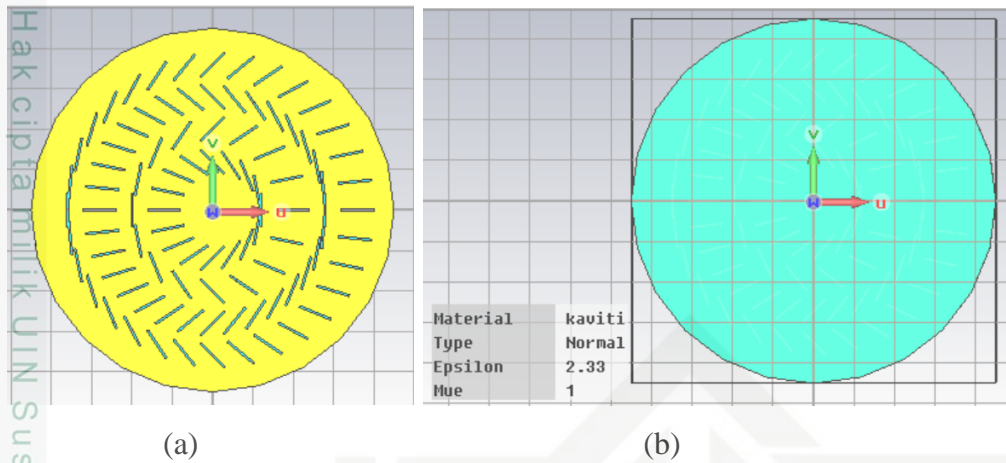 Hak cipta milik UIN Sus
v
w
u
v
w
u
Material kaviti
Type Normal
Epsilon 2.33
Mue 1
(a)
(b)